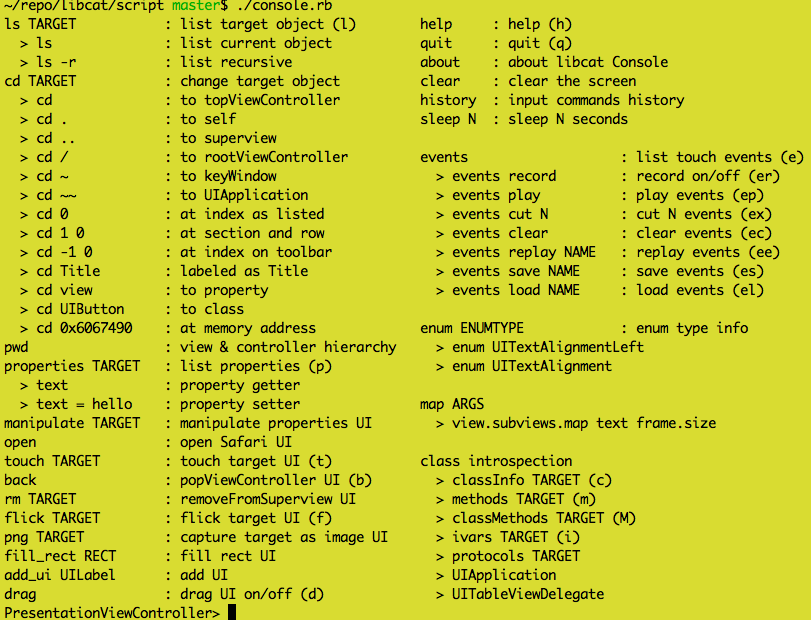 ~/repo/libcat/script master$ ./console.rb
ls TARGET : list target object (l) help : help (h)
> ls : list current object quit : quit (q)
> ls -r : list recursive about : about libcat Console
cd TARGET : change target object clear : clear the screen
> cd : to topViewController history : input commands history
> cd . : to self sleep N : sleep N seconds
> cd .. : to superview
> cd / : to rootViewController events : list touch events (e)
> cd ~ : to keyWindow > events record : record on/off (er)
> cd ~~ : to UIApplication > events play : play events (ep)
> cd 0 : at index as listed > events cut N : cut N events (ex)
> cd 1 0 : at section and row > events clear : clear events (ec)
> cd -1 0 : at index on toolbar > events replay NAME : replay events (ee)
> cd Title : labeled as Title > events save NAME : save events (es)
> cd view : to property > events load NAME : load events (el)
> cd UIButton : to class
> cd 0x6067490 : at memory address enum ENUMTYPE : enum type info
pwd : view & controller hierarchy > enum UITextAlignmentLeft
properties TARGET : list properties (p) > enum UITextAlignment
> text : property getter
> text = hello : property setter map ARGS
manipulate TARGET : manipulate properties UI > view.subviews.map text frame.size
open : open Safari UI
touch TARGET : touch target UI (t) class introspection
back : popViewController UI (b) > classInfo TARGET (c)
rm TARGET : removeFromSuperview UI > methods TARGET (m)
flick TARGET : flick target UI (f) > classMethods TARGET (M)
png TARGET : capture target as image UI > ivars TARGET (i)
fill_rect RECT : fill rect UI > protocols TARGET
add_ui UILabel : add UI > UIApplication
drag : drag UI on/off (d) > UITableViewDelegate
PresentationViewController>